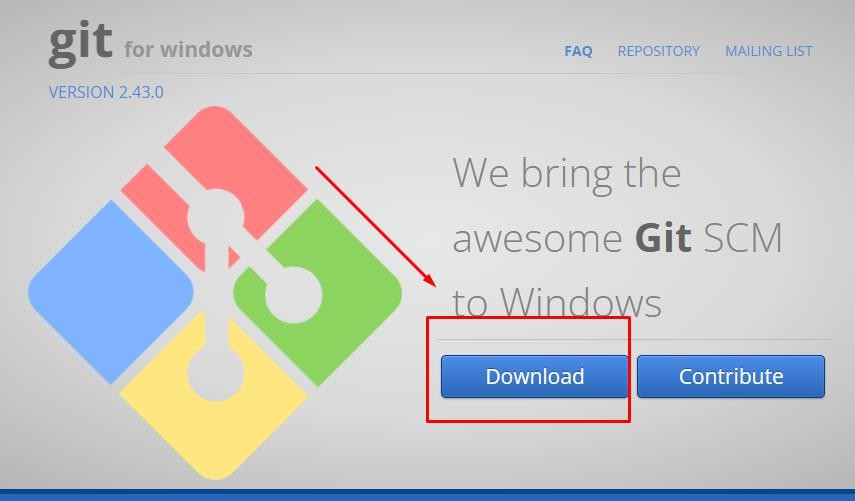 git for windows
FAQ REPOSITORY MAILING LIST
VERSION 2.43.0
We bring the
awesome Git SCM
to Windows
Download Contribute